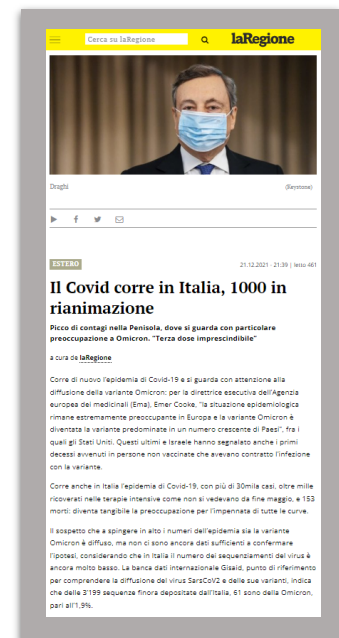 Cerca su laRegione
laRegione
Draghi
(Keystone)
ESTERO
21.12.2021 - 21:39 | letto 461
Il Covid corre in Italia, 1000 in
rianimazione
Picco di contagi nella Penisola, dove si guarda con particolare
preoccupazione a Omicron. "Terza dose imprescindibile"
a cura de laRegione
Corre di nuovo l'epidemia di Covid-19 e si guarda con attenzione alla
diffusione della variante Omicron: per la direttrice esecutiva dell'Agenzia
europea dei medicinali (Ema), Emer Cooke, "la situazione epidemiologica
rimane estremamente preoccupante in Europa e la variante Omicron è
diventata la variante predominate in un numero crescente di Paesi", fra i
quali gli Stati Uniti. Questi ultimi e Israele hanno segnalato anche i primi
decessi avvenuti in persone non vaccinate che avevano contratto l'infezione
con la variante.
Corre anche in Italia l'epidemia di Covid-19, con più di 30mila casi, oltre mille
ricoverati nelle terapie intensive come non si vedevano da fine maggio, e 153
morti: diventa tangibile la preoccupazione per l'impennata di tutte le curve.
Il sospetto che a spingere in alto i numeri dell'epidemia sia la variante
Omicron è diffuso, ma non ci sono ancora dati sufficienti a confermare
l'ipotesi, considerando che in Italia il numero dei sequenziamenti del virus è
ancora molto basso. La banca dati internazionale Gisaid, punto di riferimento
per comprendere la diffusione del virus SarsCoV2 e delle sue varianti, indica
che delle 3'199 sequenze finora depositate dall'Italia, 61 sono della Omicron,
pari all'1,9%.